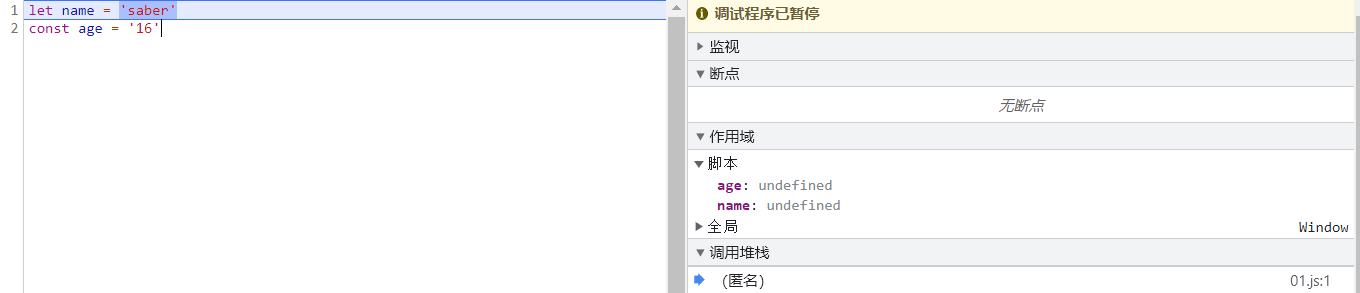 1 let name = 'saber'
2 const age = '16'
调试程序已暂停
监视
断点
无断点
作用域
脚本
age: undefined
name: undefined
全局 Window
调用堆栈
(匿名) 01.js:1